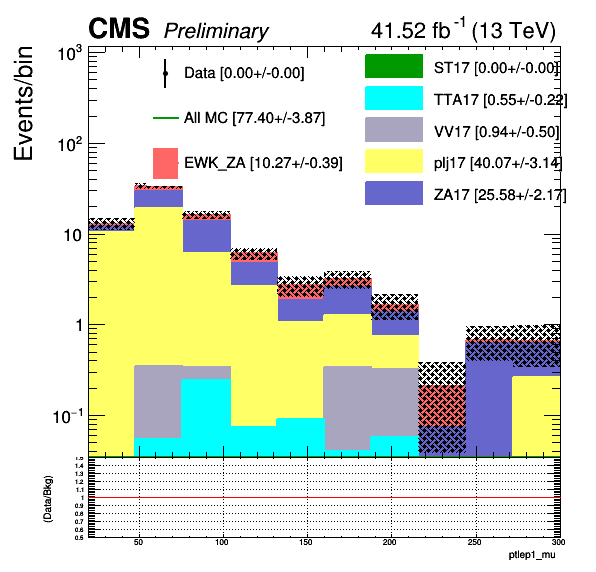 CMS Preliminary 41.52 fb⁻¹ (13 TeV)
Events/bin
10³
10²
10
1
10⁻¹
Data [0.00+/-0.00]
All MC [77.40+/-3.87]
EWK_ZA [10.27+/-0.39]
ST17 [0.00+/-0.00]
TTA17 [0.55+/-0.22]
VV17 [0.94+/-0.50]
plj17 [40.07+/-3.14]
ZA17 [25.58+/-2.17]
(Data/Bkg)
1.5
1.4
1.3
1.2
1.1
1
0.9
0.8
0.7
0.6
0.5
50 100 150 200 250 300
ptlep1_mu